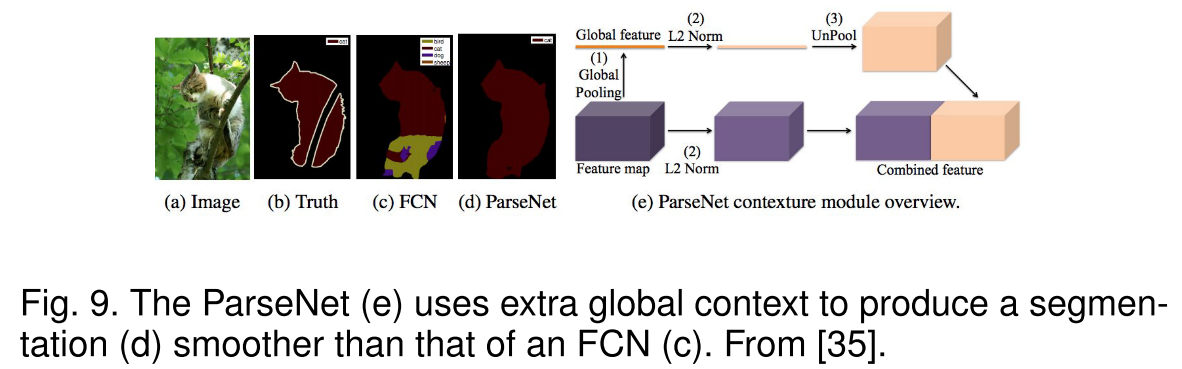 cat
bird
cat
dog
sheep
cat
(a) Image
(b) Truth
(c) FCN
(d) ParseNet
Global feature
(2)
L2 Norm
(3)
UnPool
(1)
Global
Pooling
Feature map
(2)
L2 Norm
Combined feature
(e) ParseNet contexture module overview.
Fig. 9. The ParseNet (e) uses extra global context to produce a segmen-
tation (d) smoother than that of an FCN (c). From [35].